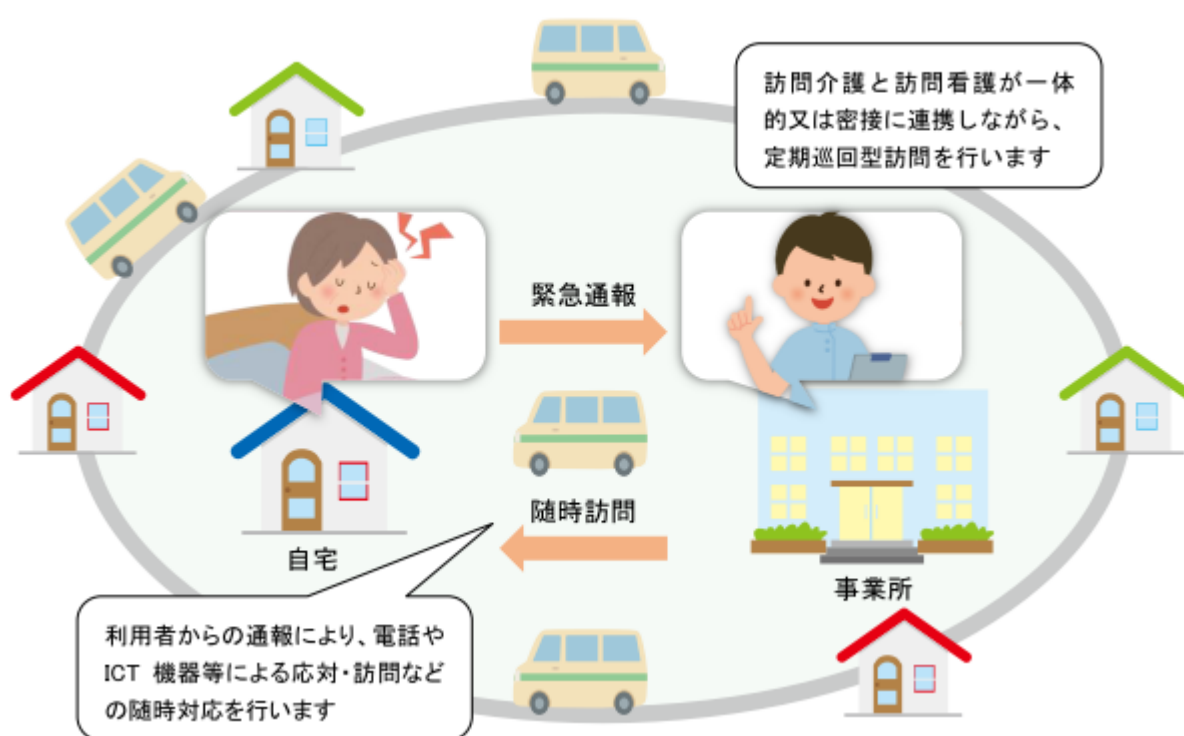 訪問介護と訪問看護が一体
的又は密接に連携しながら、
定期巡回型訪問を行います
緊急通報
随時訪問
自宅
事業所
利用者からの通報により、電話や
ICT 機器等による応対・訪問など
の随時対応を行います